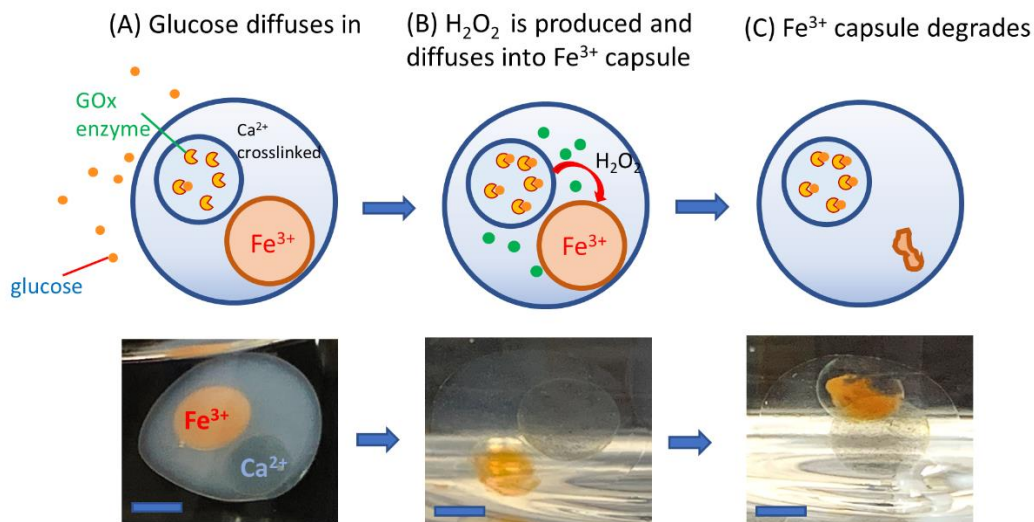 (A) Glucose diffuses in
(B) H₂O₂ is produced and
diffuses into Fe³⁺ capsule
(C) Fe³⁺ capsule degrades
GOx
enzyme
Ca²⁺
crosslinked
Fe³⁺
glucose
H₂O₂
Fe³⁺
Fe³⁺
Ca²⁺